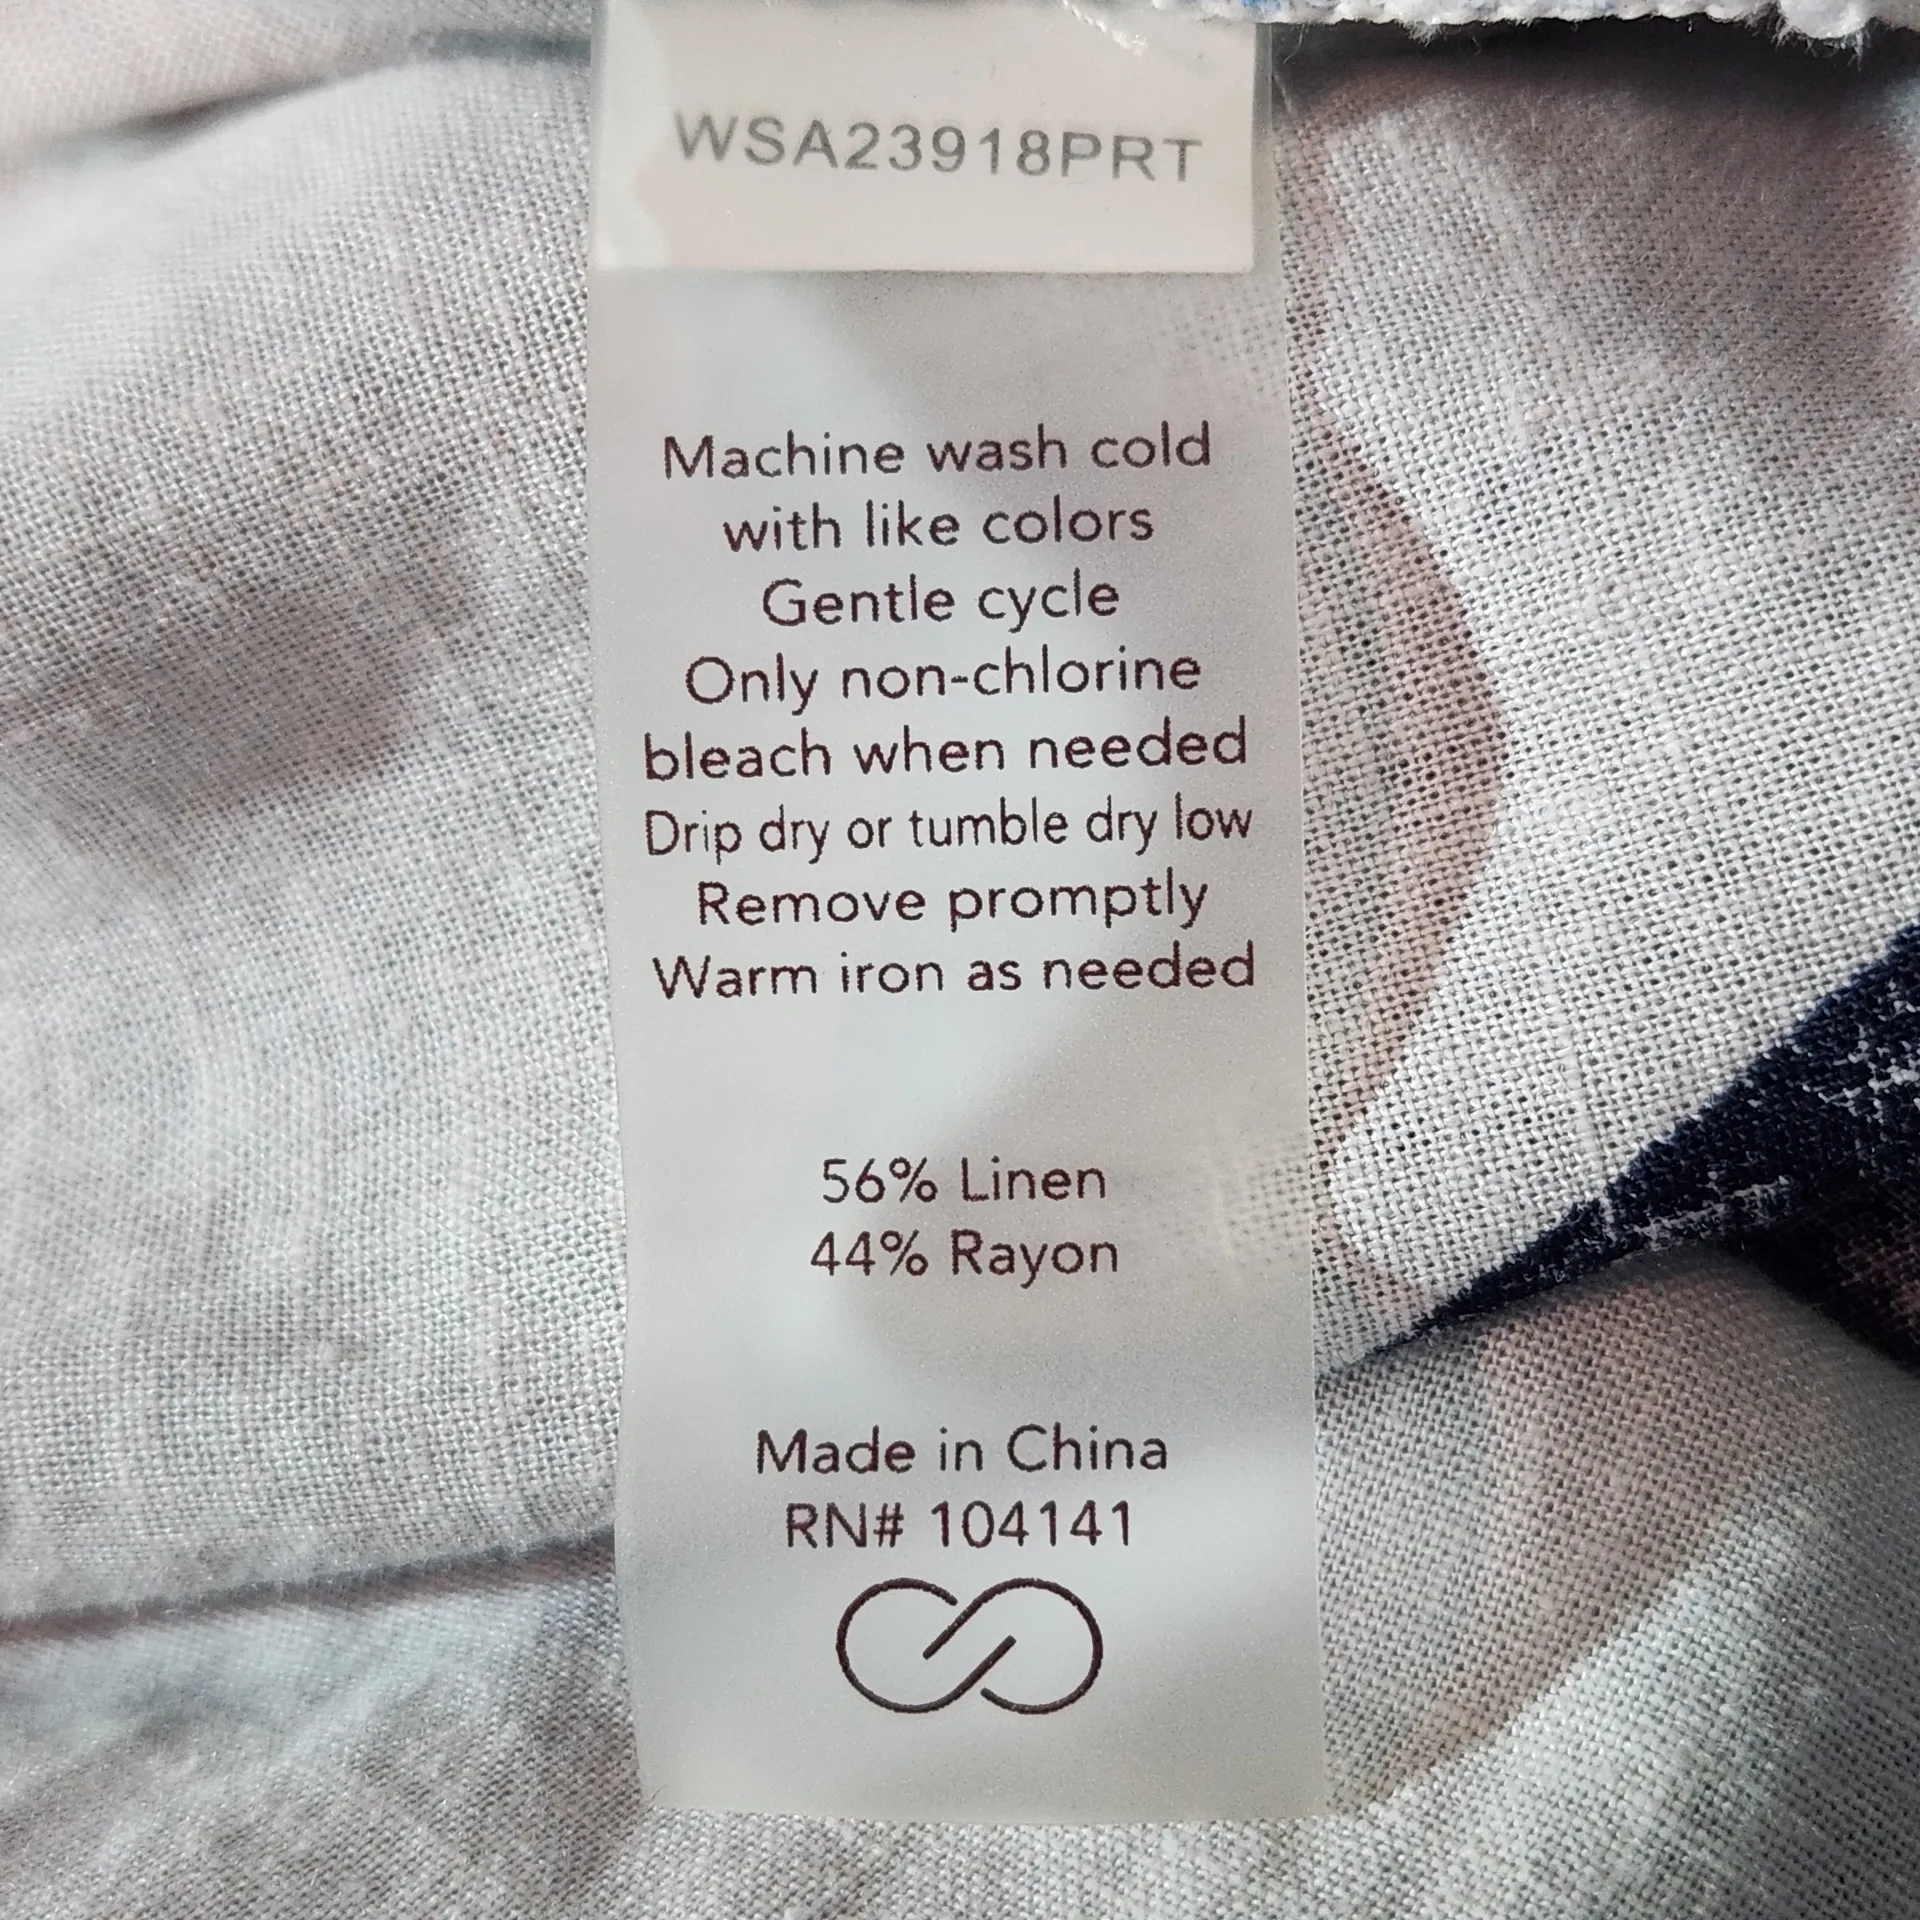 WSA23918PRT
Machine wash cold
with like colors
Gentle cycle
Only non-chlorine
bleach when needed
Drip dry or tumble dry low
Remove promptly
Warm iron as needed
56% Linen
44% Rayon
Made in China
RN# 104141